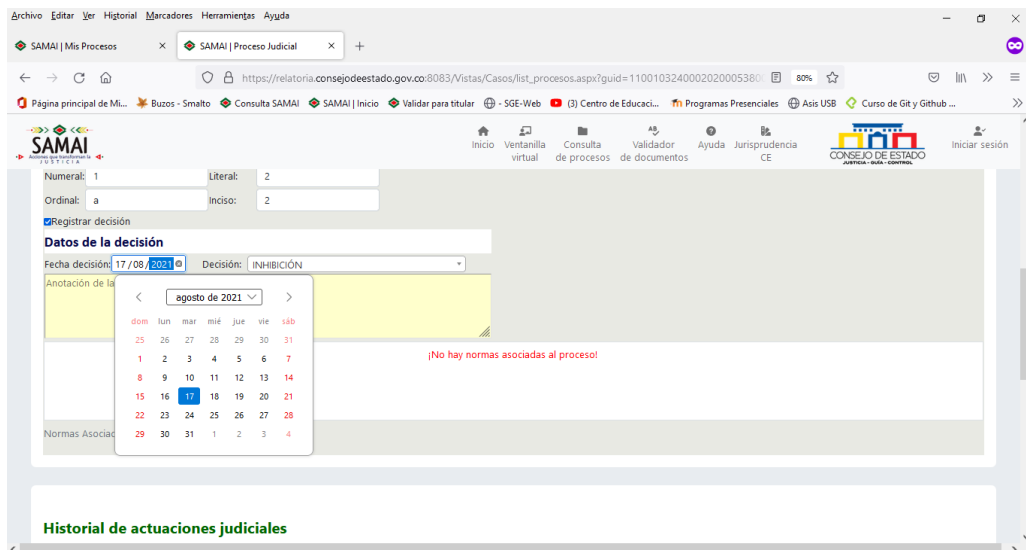 Archivo Editar Ver Historial Marcadores Herramientas Ayuda
SAMAI | Mis Procesos
SAMAI | Proceso Judicial
https://relatoria.consejodeestado.gov.co:8083/Vistas/Casos/list_procesos.aspx?guid=11001032400020200053800
80%
Página principal de Mi... Buzos - Smalto Consulta SAMAI SAMAI | Inicio Validar para titular - SGE-Web (3) Centro de Educaci... Programas Presenciales Asis USB Curso de Git y Github ...
SAMAI
Acciones que transforman la
JUSTICIA
Inicio Ventanilla virtual Consulta de procesos Validador de documentos Ayuda Jurisprudencia CE
CONSEJO DE ESTADO
JUSTICIA - GUÍA - CONTROL
Iniciar sesión
Numeral: 1 Literal: 2
Ordinal: a Inciso: 2
Registrar decisión
Datos de la decisión
Fecha decisión: 17/08/2021 Decisión: INHIBICIÓN
Anotación de la
agosto de 2021
dom lun mar mié jue vie sáb
25 26 27 28 29 30 31
1 2 3 4 5 6 7
8 9 10 11 12 13 14
15 16 17 18 19 20 21
22 23 24 25 26 27 28
29 30 31 1 2 3 4
¡No hay normas asociadas al proceso!
Normas Asociac
Historial de actuaciones judiciales